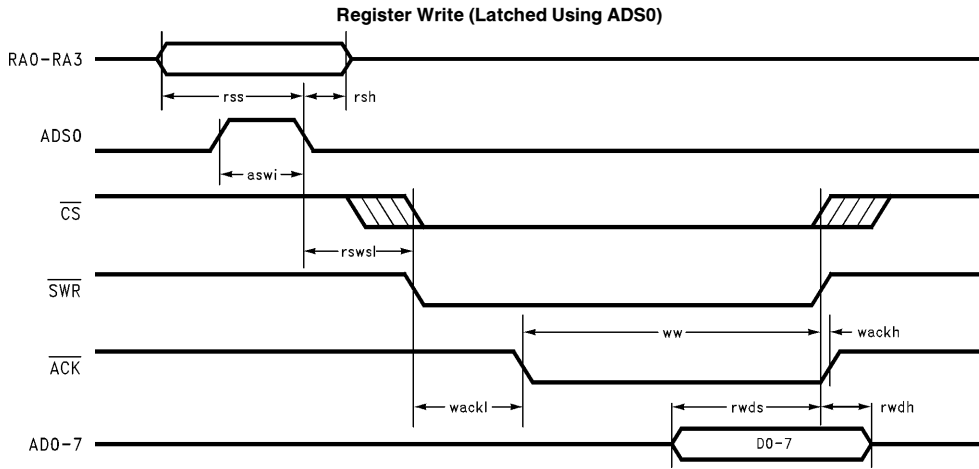 Register Write (Latched Using ADS0)
RA0-RA3
rss
rsh
ADS0
aswi
CS
rswsl
SWR
ww
wackh
ACK
wackl
rwds
rwdh
AD0-7
D0-7